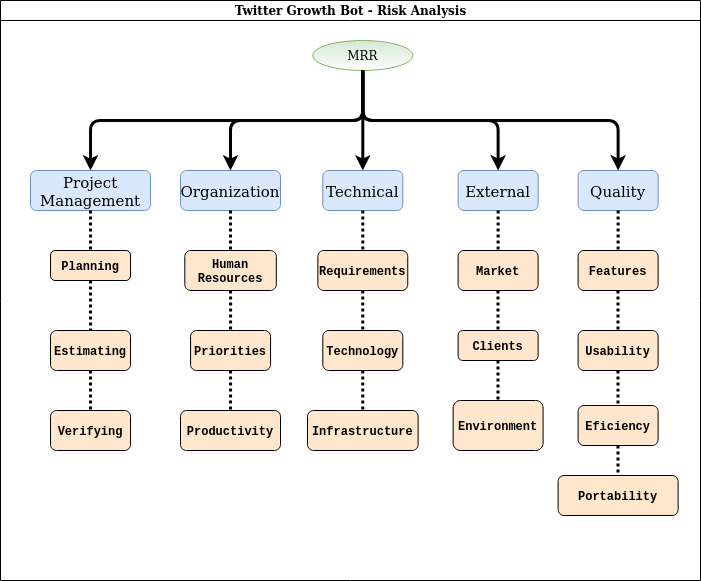 Twitter Growth Bot - Risk Analysis
MRR
Project
Management
Organization
Technical
External
Quality
Planning
Human
Resources
Requirements
Market
Features
Estimating
Priorities
Technology
Clients
Usability
Verifying
Productivity
Infrastructure
Environment
Eficiency
Portability